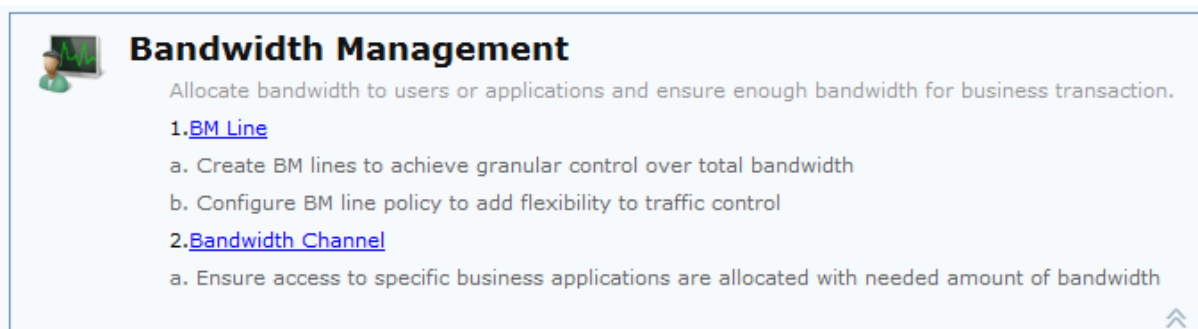 Bandwidth Management
Allocate bandwidth to users or applications and ensure enough bandwidth for business transaction.
1.BM Line
a. Create BM lines to achieve granular control over total bandwidth
b. Configure BM line policy to add flexibility to traffic control
2.Bandwidth Channel
a. Ensure access to specific business applications are allocated with needed amount of bandwidth